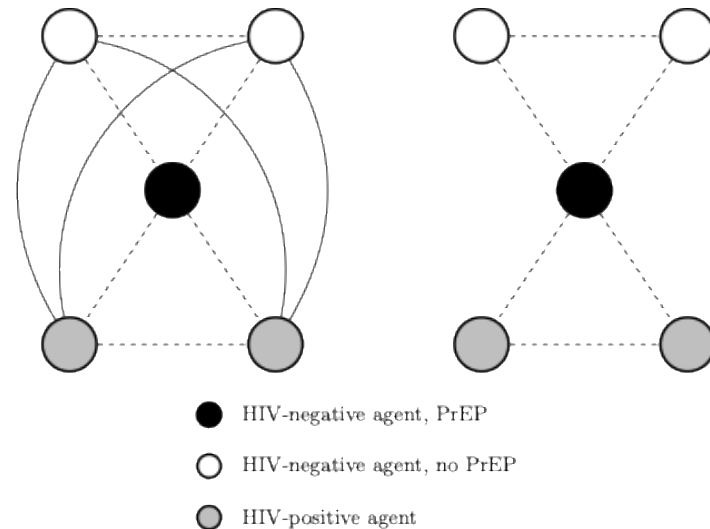 HIV-negative agent, PrEP
HIV-negative agent, no PrEP
HIV-positive agent